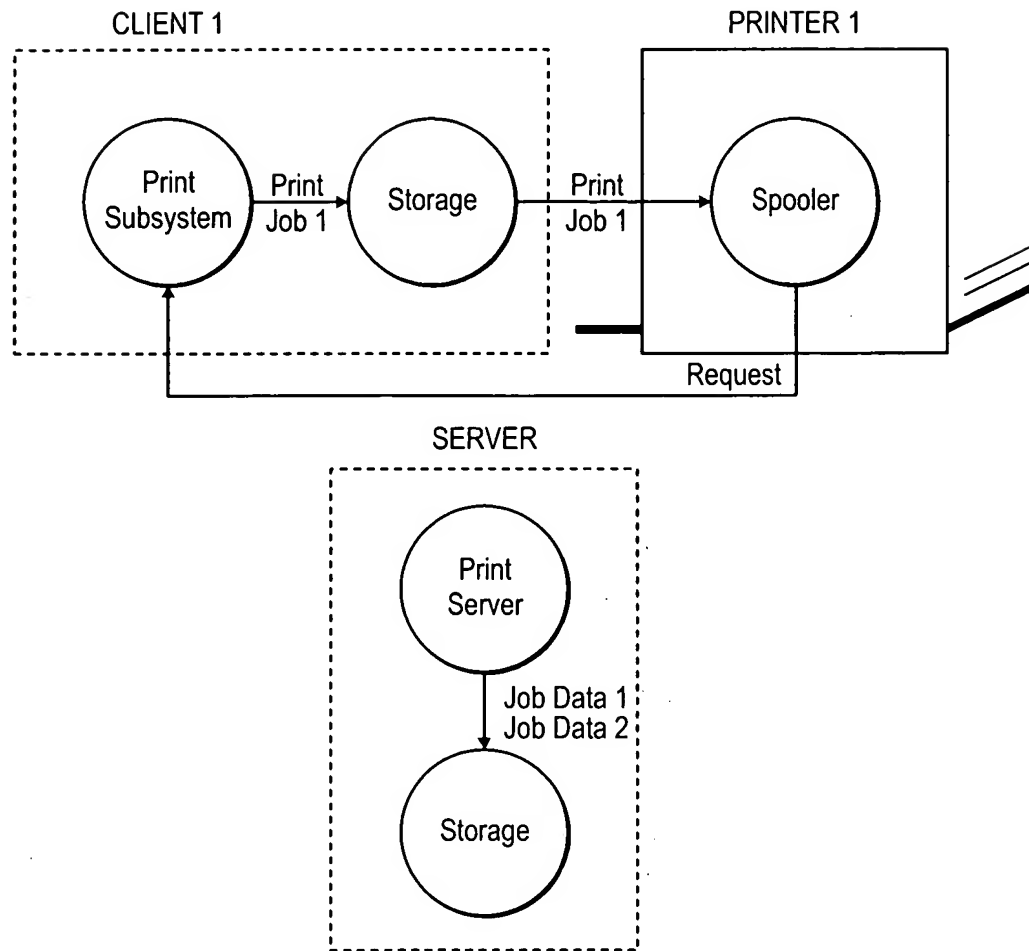 CLIENT 1
PRINTER 1
Print
Subsystem
Print
Job 1
Storage
Print
Job 1
Spooler
Request
SERVER
Print
Server
Job Data 1
Job Data 2
Storage